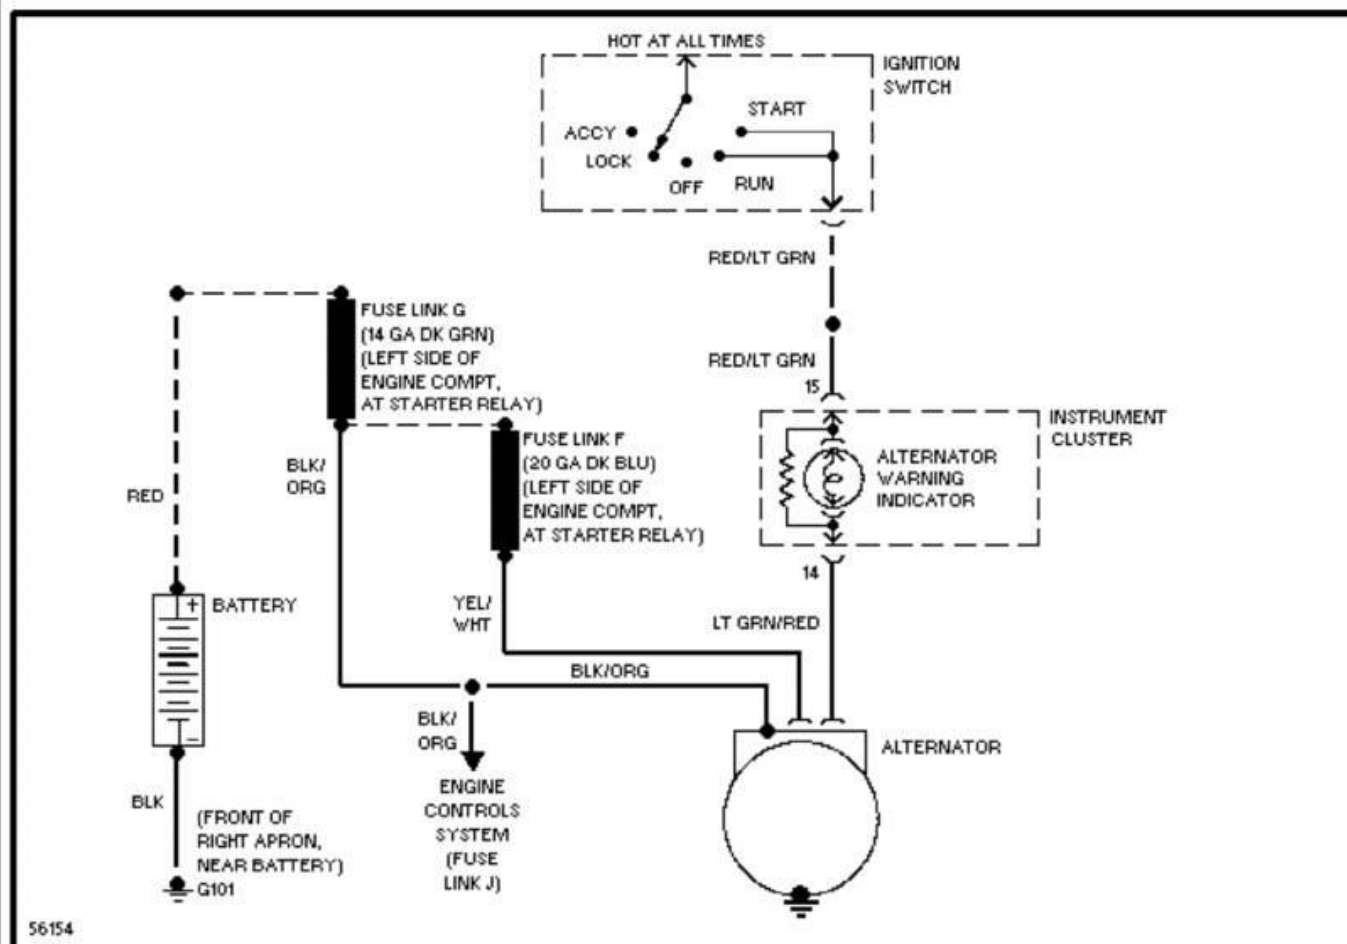 HOT AT ALL TIMES
IGNITION
SWITCH
START
ACCY
LOCK
OFF
RUN
RED/LT GRN
FUSE LINK G
(14 GA DK GRN)
(LEFT SIDE OF
ENGINE COMPT,
AT STARTER RELAY)
RED/LT GRN
15
INSTRUMENT
CLUSTER
FUSE LINK F
(20 GA DK BLU)
(LEFT SIDE OF
ENGINE COMPT,
AT STARTER RELAY)
ALTERNATOR
WARNING
INDICATOR
BLK/
ORG
RED
14
BATTERY
+
−
YEL/
WHT
LT GRN/RED
BLK/ORG
BLK/
ORG
ALTERNATOR
ENGINE
CONTROLS
SYSTEM
(FUSE
LINK J)
BLK
(FRONT OF
RIGHT APRON,
NEAR BATTERY)
G101
56154